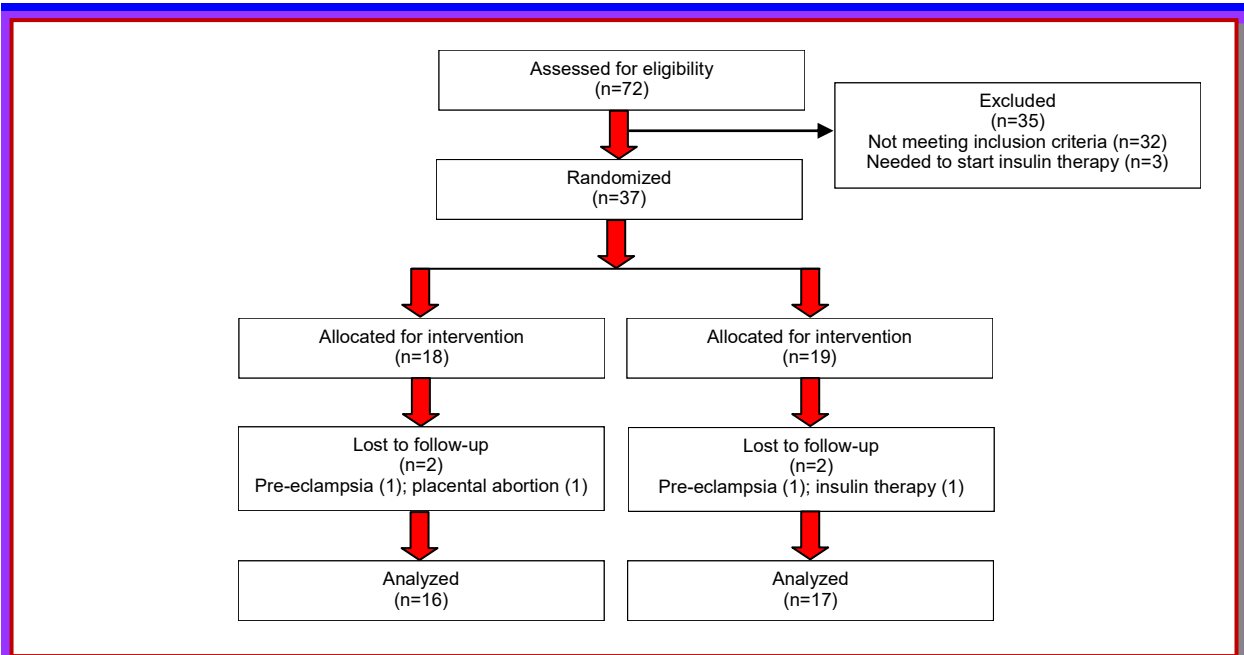 Assessed for eligibility
(n=72)
Excluded
(n=35)
Not meeting inclusion criteria (n=32)
Needed to start insulin therapy (n=3)
Randomized
(n=37)
Allocated for intervention
(n=18)
Allocated for intervention
(n=19)
Lost to follow-up
(n=2)
Pre-eclampsia (1); placental abortion (1)
Lost to follow-up
(n=2)
Pre-eclampsia (1); insulin therapy (1)
Analyzed
(n=16)
Analyzed
(n=17)